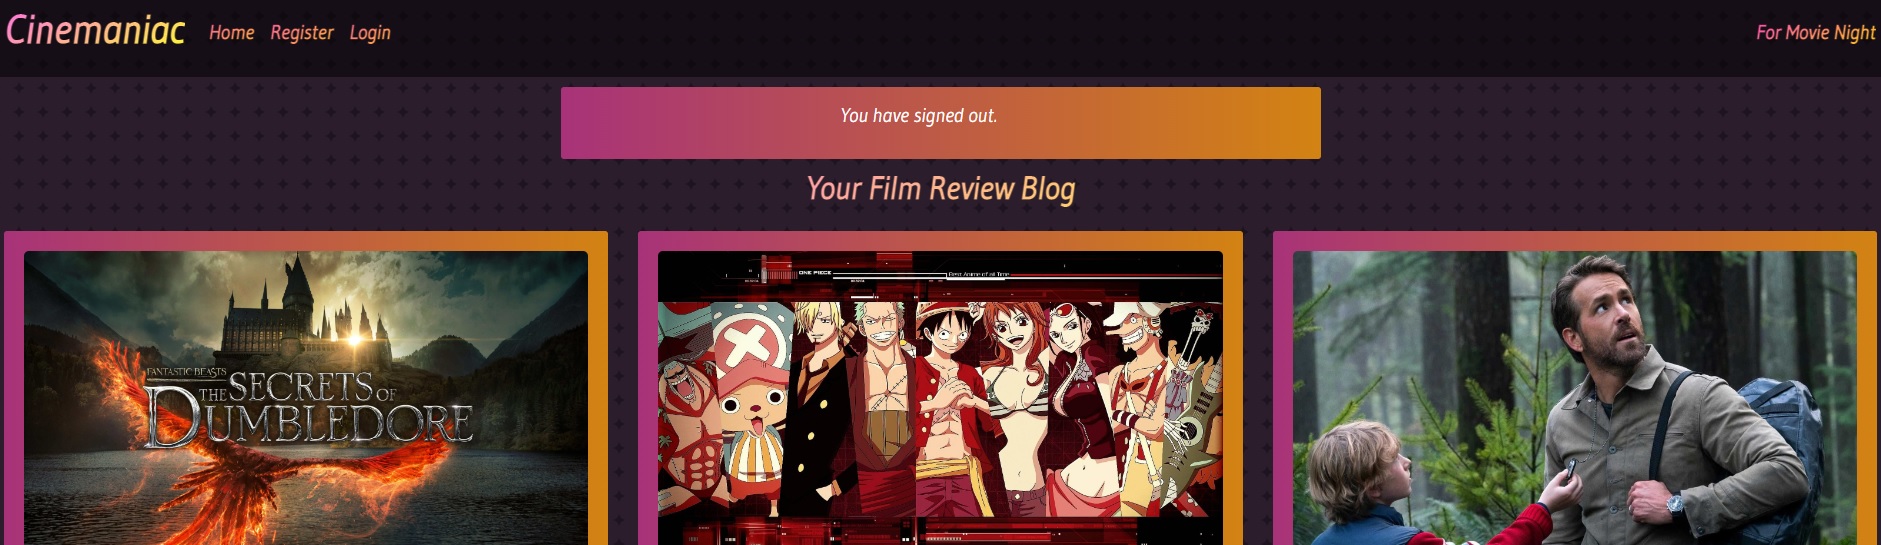 Cinemaniac Home Register Login For Movie Night
You have signed out.
Your Film Review Blog
FANTASTIC BEASTS
THE SECRETS OF
DUMBLEDORE
ONE PIECE
Best Anime of all Time